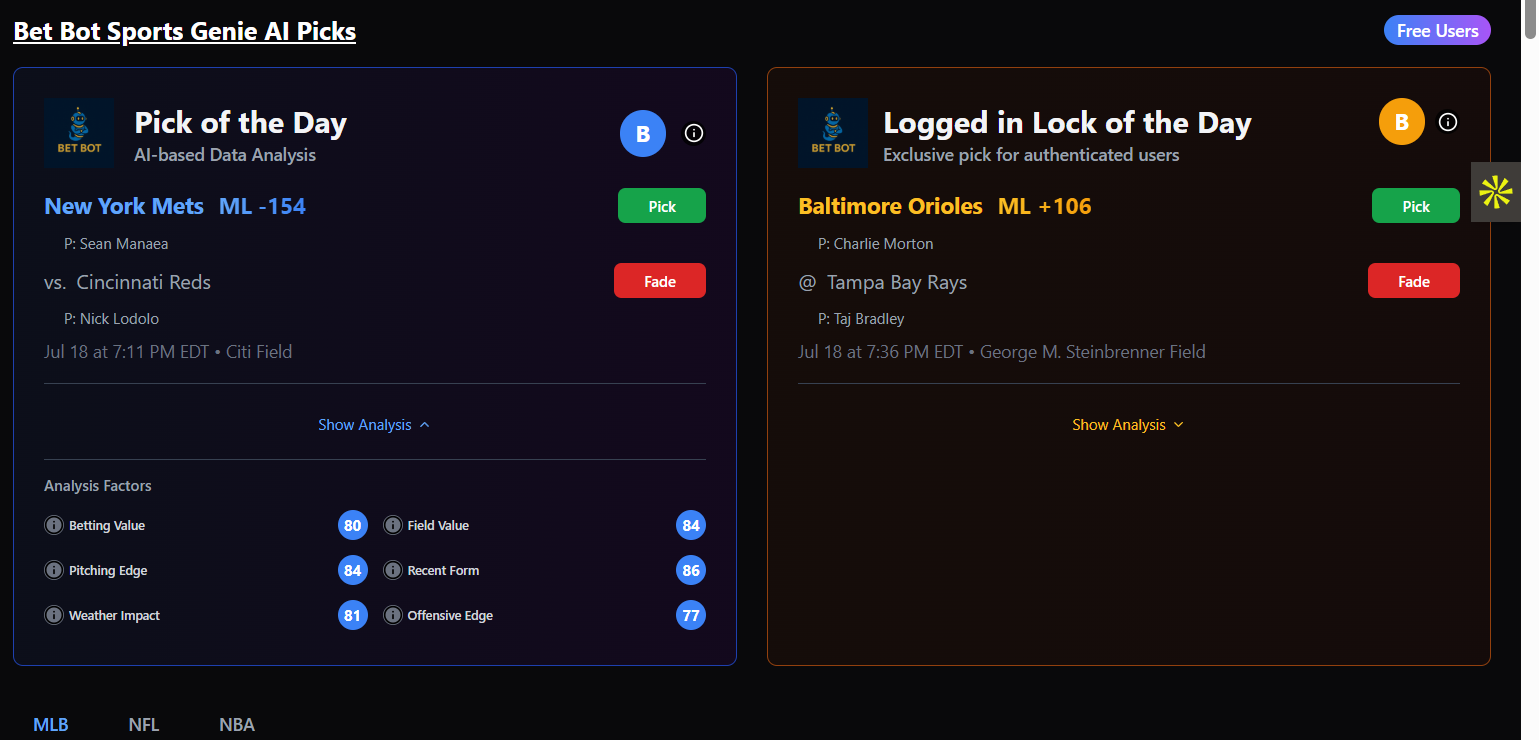 Bet Bot Sports Genie AI Picks
Free Users
BET BOT
Pick of the Day
AI-based Data Analysis
B
New York Mets ML -154
Pick
P: Sean Manaea
vs. Cincinnati Reds
Fade
P: Nick Lodolo
Jul 18 at 7:11 PM EDT • Citi Field
Show Analysis
Analysis Factors
Betting Value 80
Field Value 84
Pitching Edge 84
Recent Form 86
Weather Impact 81
Offensive Edge 77
BET BOT
Logged in Lock of the Day
Exclusive pick for authenticated users
B
Baltimore Orioles ML +106
Pick
P: Charlie Morton
@ Tampa Bay Rays
Fade
P: Taj Bradley
Jul 18 at 7:36 PM EDT • George M. Steinbrenner Field
Show Analysis
MLB NFL NBA